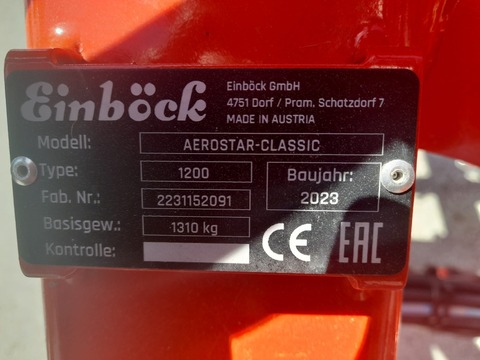 Einböck
Einböck GmbH
4751 Dorf / Pram, Schatzdorf 7
MADE IN AUSTRIA
Modell: AEROSTAR-CLASSIC
Type: 1200
Baujahr:
Fab. Nr.: 2231152091
2023
Basisgew.: 1310 kg
Kontrolle:
CE EAC